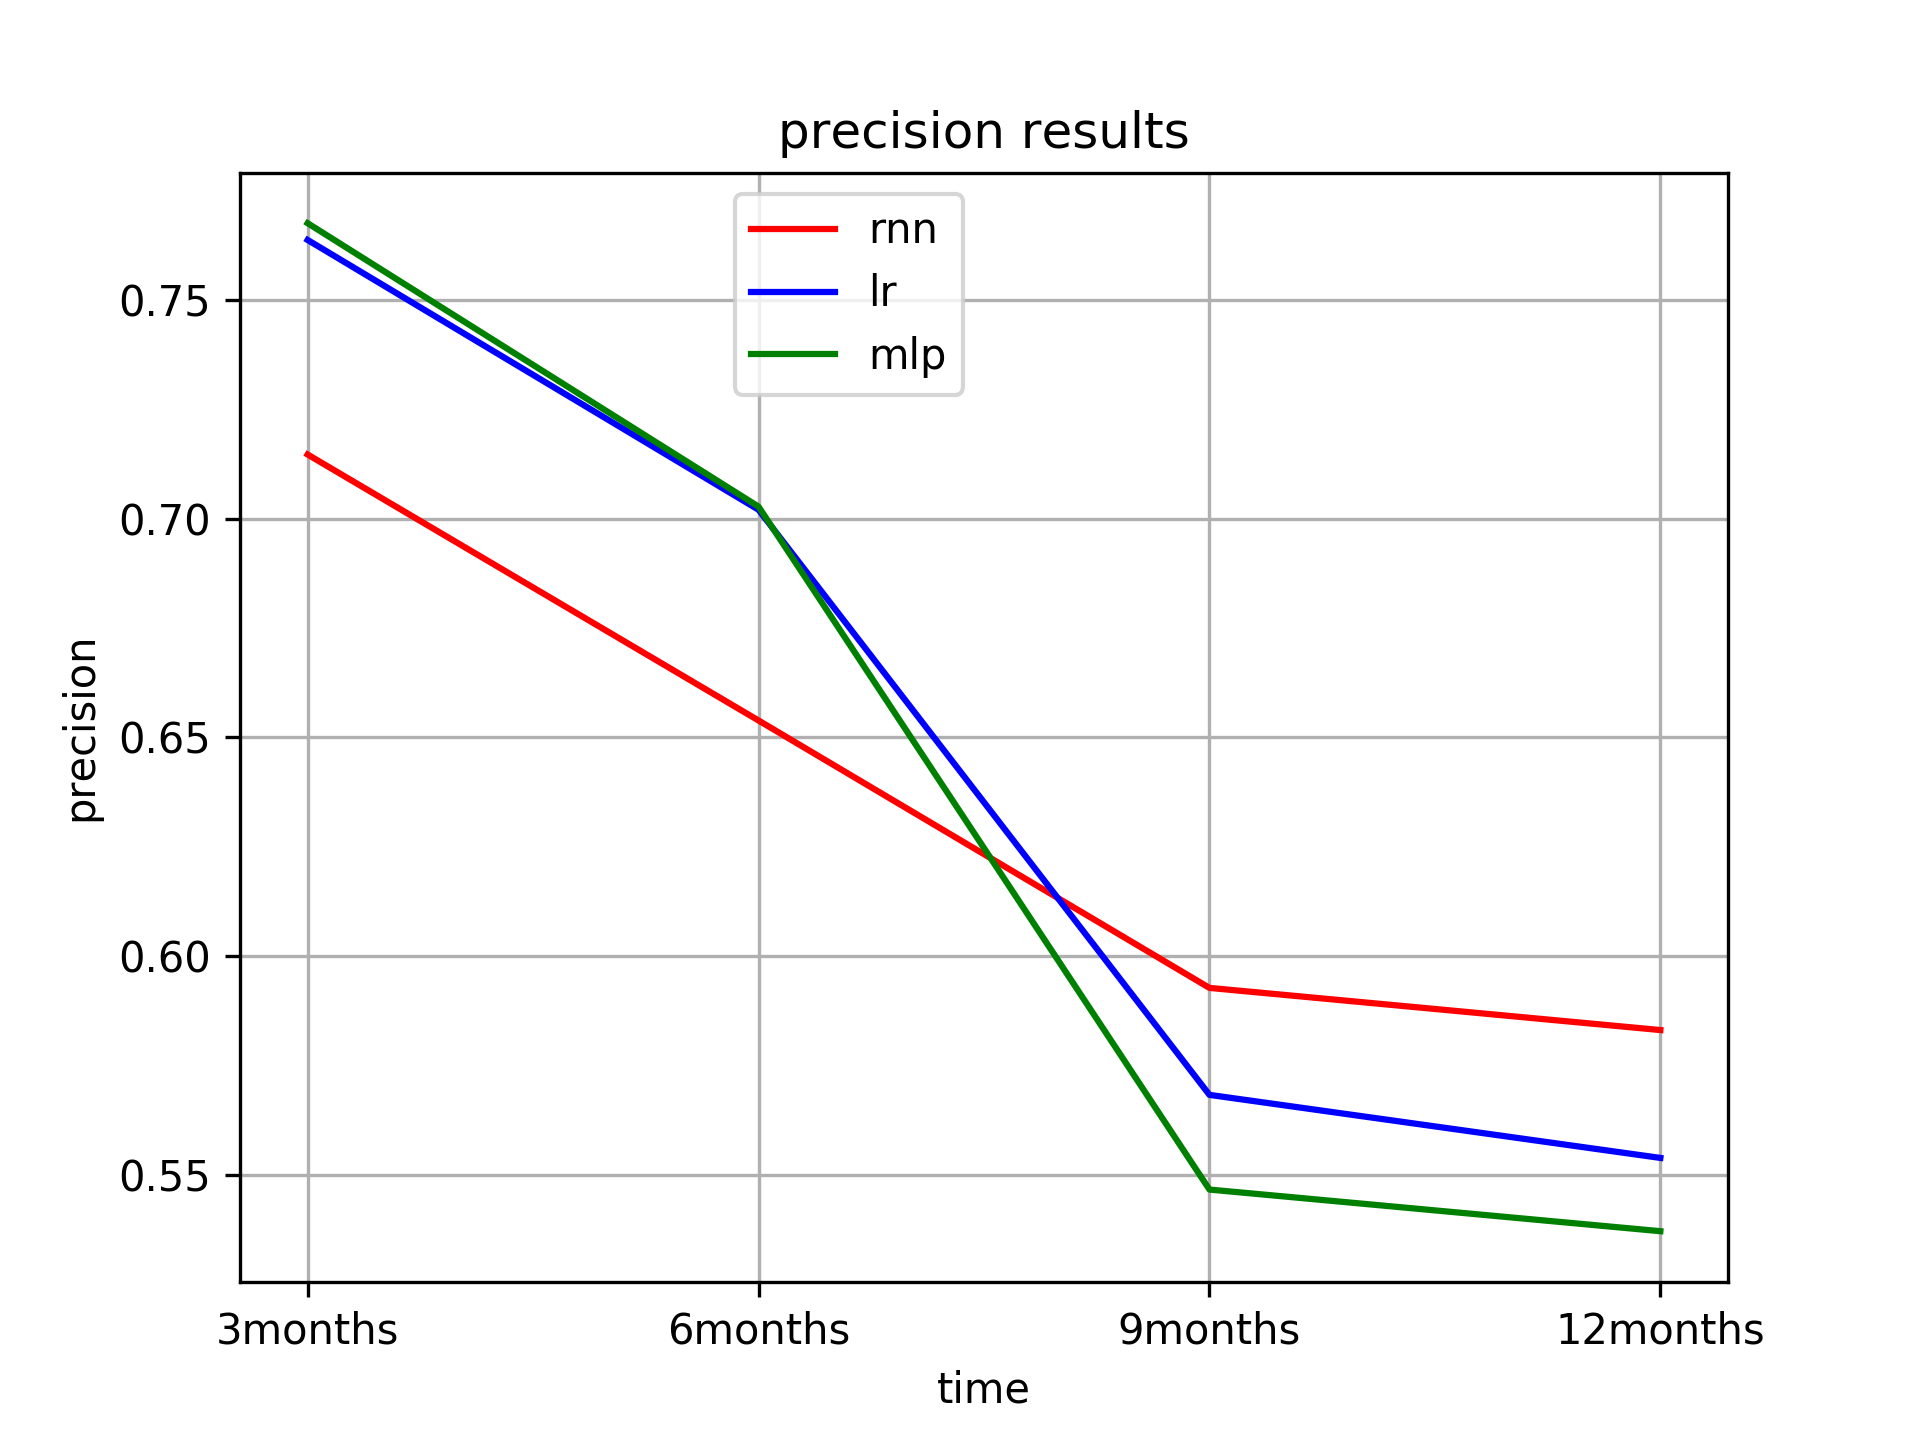 precision results
rnn
lr
mlp
0.75
0.70
0.65
0.60
0.55
precision
3months 6months 9months 12months
time